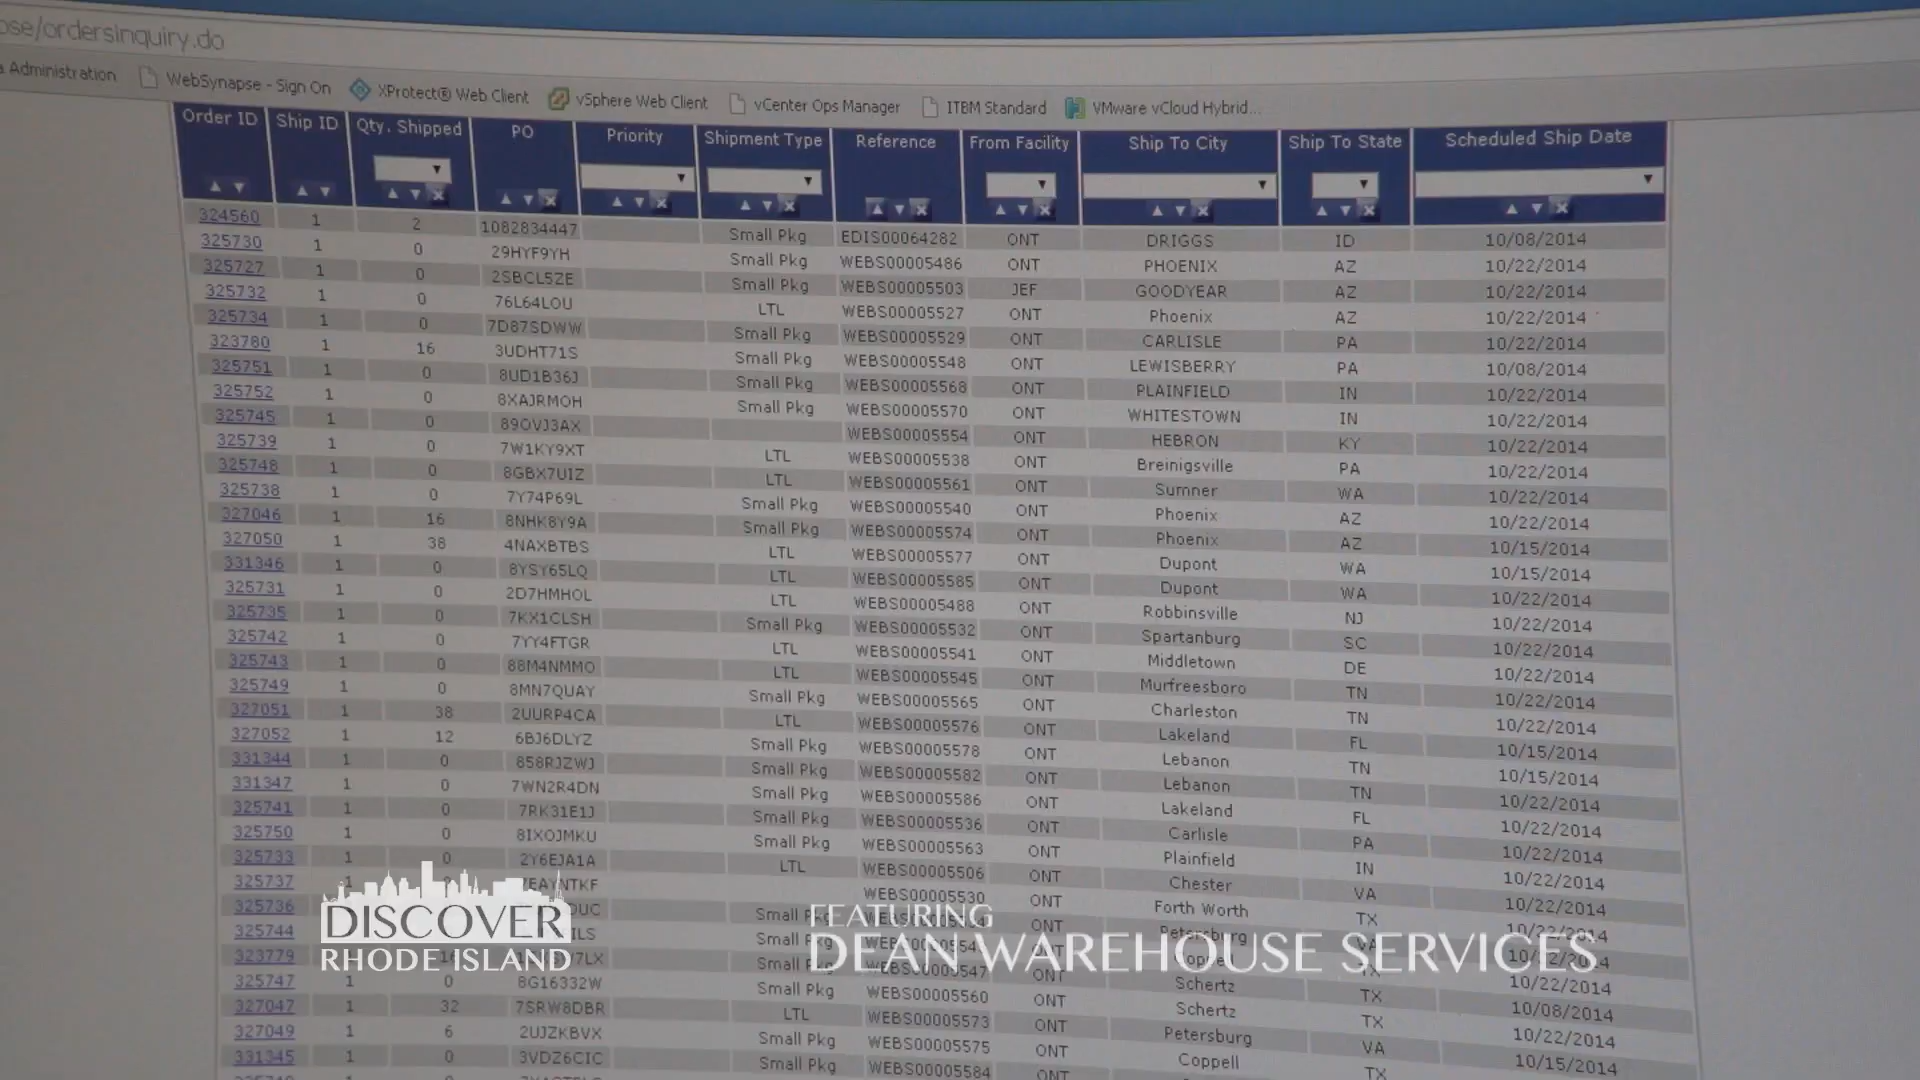 ose/ordersinquiry.do
Administration WebSynapse - Sign On XProtect® Web Client vSphere Web Client vCenter Ops Manager ITBM Standard VMware vCloud Hybrid...
Order ID Ship ID Qty. Shipped PO Priority Shipment Type Reference From Facility Ship To City Ship To State Scheduled Ship Date
324560 1 2 1082834447 Small Pkg EDIS00064282 ONT DRIGGS ID 10/08/2014
325730 1 0 29HYF9YH Small Pkg WEBS00005486 ONT PHOENIX AZ 10/22/2014
325727 1 0 2SBCL5ZE Small Pkg WEBS00005503 JEF GOODYEAR AZ 10/22/2014
325732 1 0 76L64LOU LTL WEBS00005527 ONT Phoenix AZ 10/22/2014
325734 1 0 7D87SDWW Small Pkg WEBS00005529 ONT CARLISLE PA 10/22/2014
323780 1 16 3UDHT71S Small Pkg WEBS00005548 ONT LEWISBERRY PA 10/08/2014
325751 1 0 8UD1B36J Small Pkg WEBS00005568 ONT PLAINFIELD IN 10/22/2014
325752 1 0 8XAJRMOH Small Pkg WEBS00005570 ONT WHITESTOWN IN 10/22/2014
325745 1 0 89OVJ3AX WEBS00005554 ONT HEBRON KY 10/22/2014
325739 1 0 7W1KY9XT LTL WEBS00005538 ONT Breinigsville PA 10/22/2014
325748 1 0 8GBX7UIZ LTL WEBS00005561 ONT Sumner WA 10/22/2014
325738 1 0 7Y74P69L Small Pkg WEBS00005540 ONT Phoenix AZ 10/22/2014
327046 1 16 8NHK8Y9A Small Pkg WEBS00005574 ONT Phoenix AZ 10/15/2014
327050 1 38 4NAXBTBS LTL WEBS00005577 ONT Dupont WA 10/15/2014
331346 1 0 8YSY65LQ LTL WEBS00005585 ONT Dupont WA 10/22/2014
325731 1 0 2D7HMHOL LTL WEBS00005488 ONT Robbinsville NJ 10/22/2014
325735 1 0 7KX1CLSH Small Pkg WEBS00005532 ONT Spartanburg SC 10/22/2014
325742 1 0 7YY4FTGR LTL WEBS00005541 ONT Middletown DE 10/22/2014
325743 1 0 88M4NMMO LTL WEBS00005545 ONT Murfreesboro TN 10/22/2014
325749 1 0 8MN7QUAY Small Pkg WEBS00005565 ONT Charleston TN 10/22/2014
327051 1 38 2UURP4CA LTL WEBS00005576 ONT Lakeland FL 10/15/2014
327052 1 12 6BJ6DLYZ Small Pkg WEBS00005578 ONT Lebanon TN 10/15/2014
331344 1 0 858RJZWJ Small Pkg WEBS00005582 ONT Lebanon TN 10/22/2014
331347 1 0 7WN2R4DN Small Pkg WEBS00005586 ONT Lakeland FL 10/22/2014
325741 1 0 7RK31E1J Small Pkg WEBS00005536 ONT Carlisle PA 10/22/2014
325750 1 0 8IXOJMKU Small Pkg WEBS00005563 ONT Plainfield IN 10/22/2014
325733 1 0 2Y6EJA1A LTL WEBS00005506 ONT Chester VA 10/22/2014
325737 1 WEBS00005530 ONT Forth Worth TX 10/22/2014
325736 Small ONT Petersburg VA 10/22/2014
325744 Small ONT Coppell TX 10/22/2014
323779 Small ONT Schertz TX 10/08/2014
325747 1 0 8G16332W Small Pkg WEBS00005560 ONT Schertz TX 10/22/2014
327047 1 32 7SRW8DBR LTL WEBS00005573 ONT Petersburg VA 10/15/2014
327049 1 6 2UJZKBVX Small Pkg WEBS00005575 ONT Coppell TX
331345 1 0 3VDZ6CIC Small Pkg WEBS00005584 ONT
DISCOVER
RHODE ISLAND
FEATURING
DEAN WAREHOUSE SERVICES